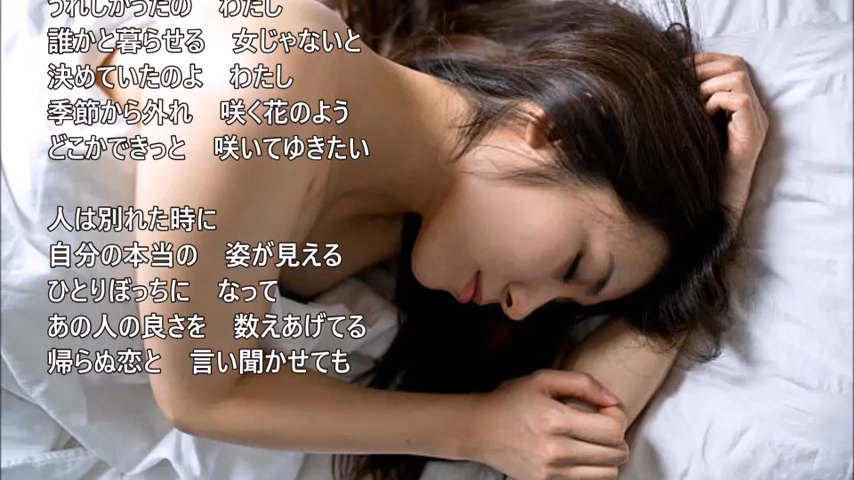 うれしかったの　わたし
誰かと暮らせる　女じゃないと
決めていたのよ　わたし
季節から外れ　咲く花のよう
どこかできっと　咲いてゆきたい
人は別れた時に
自分の本当の　姿が見える
ひとりぼっちに　なって
あの人の良さを　数えあげてる
帰らぬ恋と　言い聞かせても